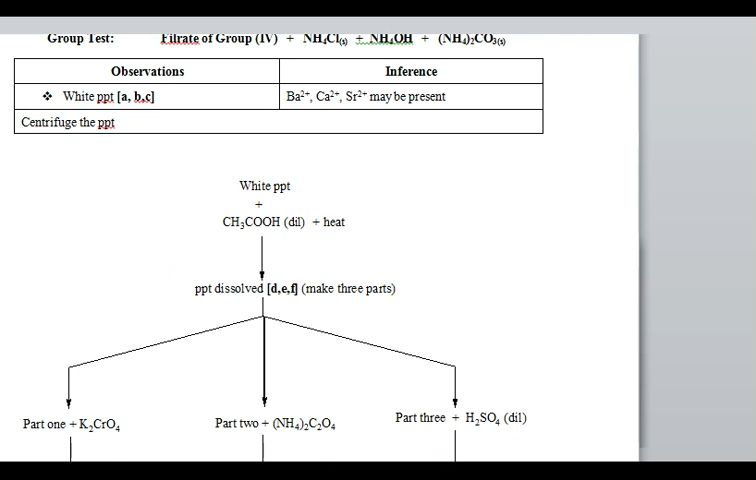 Group Test: Filrate of Group (IV) + NH₄Cl₍s₎ + NH₄OH + (NH₄)₂CO₃₍s₎
Observations Inference
❖ White ppt [a, b,c] Ba²⁺, Ca²⁺, Sr²⁺ may be present
Centrifuge the ppt
White ppt
+
CH₃COOH (dil) + heat
ppt dissolved [d,e,f] (make three parts)
Part one + K₂CrO₄ Part two + (NH₄)₂C₂O₄ Part three + H₂SO₄ (dil)